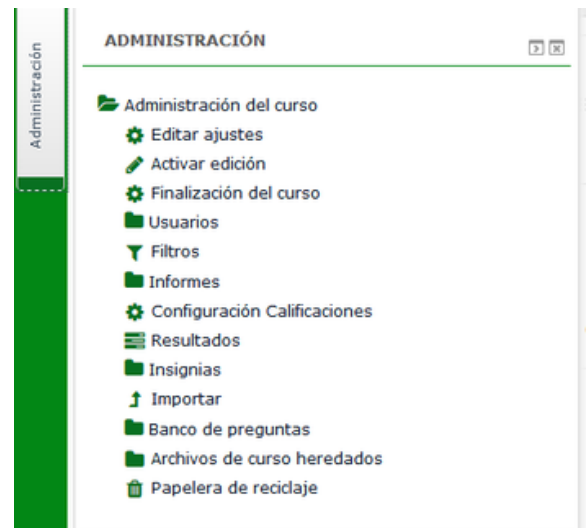 Administración
ADMINISTRACIÓN
Administración del curso
Editar ajustes
Activar edición
Finalización del curso
Usuarios
Filtros
Informes
Configuración Calificaciones
Resultados
Insignias
Importar
Banco de preguntas
Archivos de curso heredados
Papelera de reciclaje